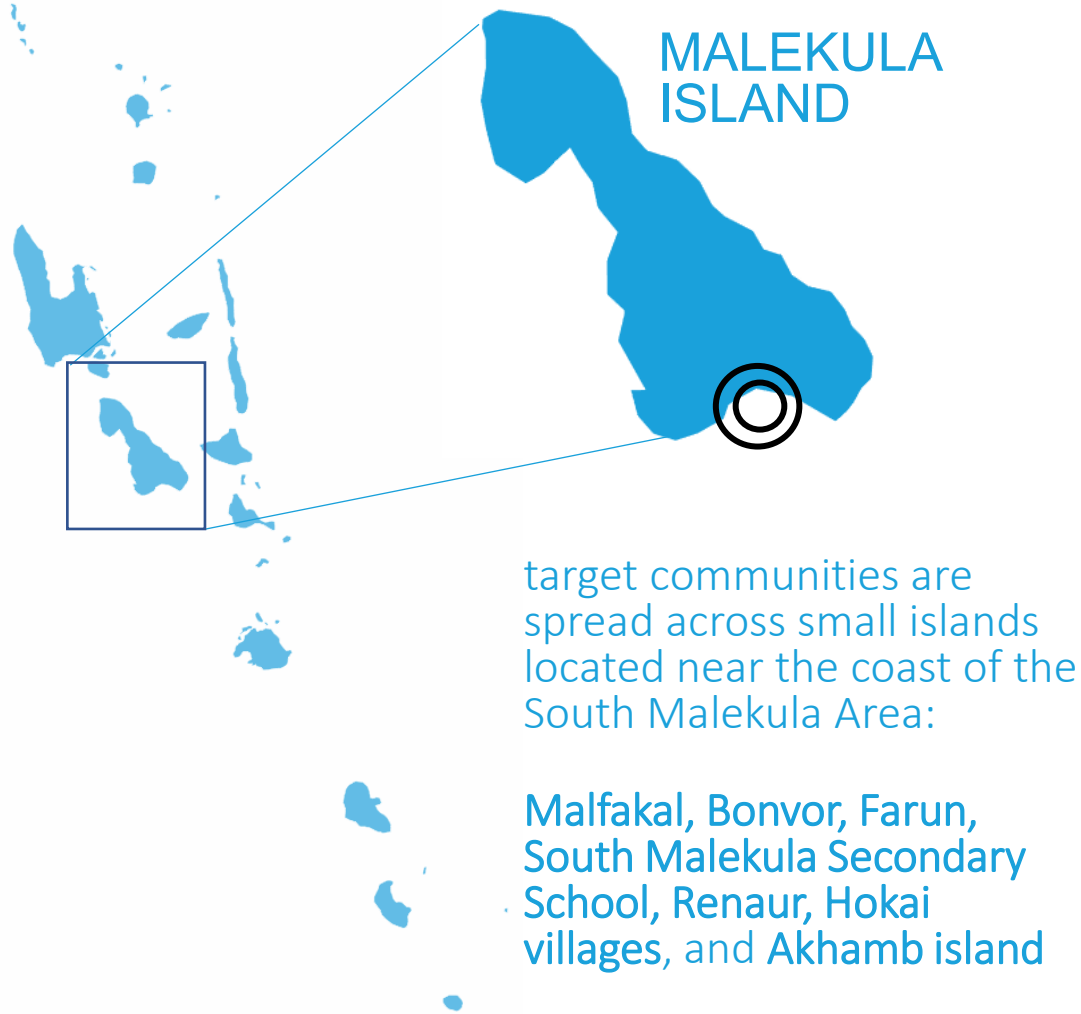 MALEKULA
ISLAND
target communities are
spread across small islands
located near the coast of the
South Malekula Area:
Malfakal, Bonvor, Farun,
South Malekula Secondary
School, Renaur, Hokai
villages, and Akhamb island